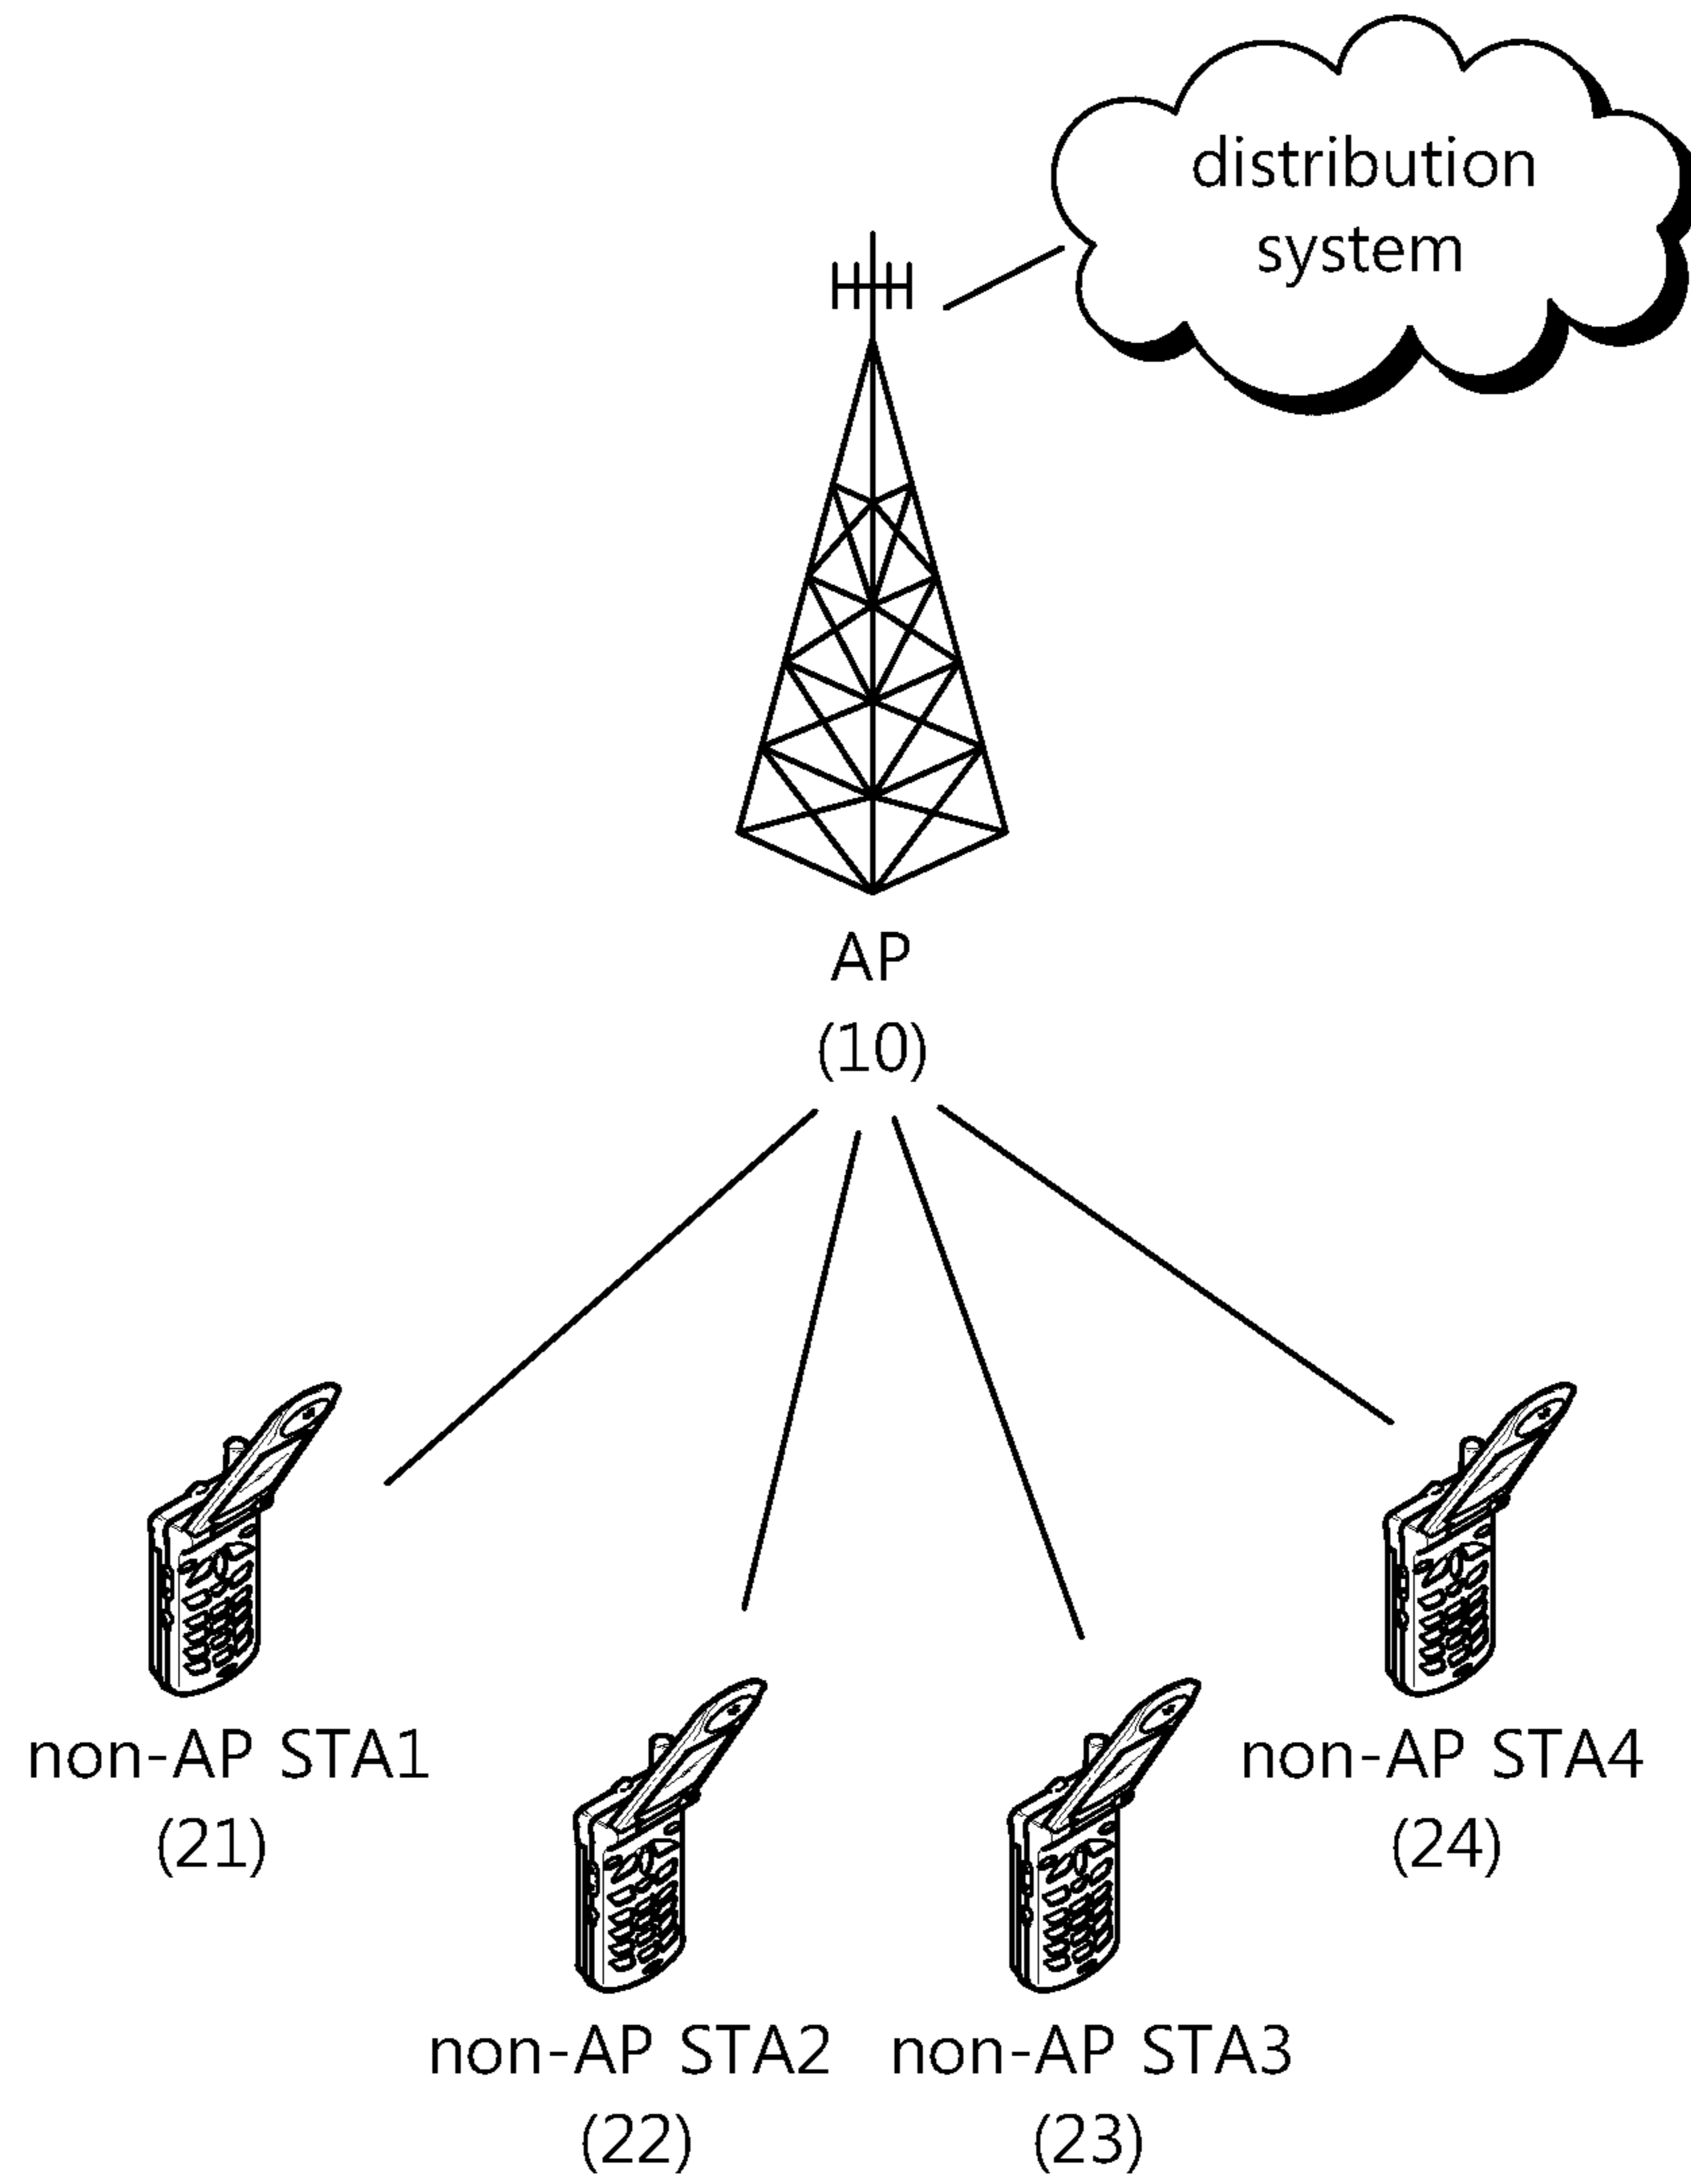 distribution
system
AP
(10)
non-AP STA1
(21)
non-AP STA4
(24)
non-AP STA2
(22)
non-AP STA3
(23)